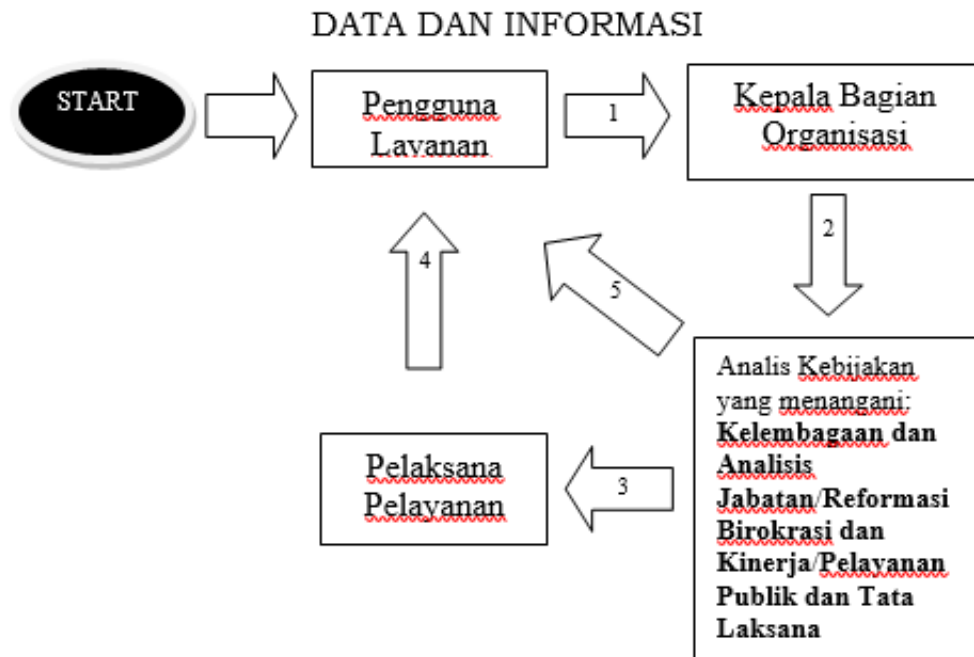 DATA DAN INFORMASI
START
Pengguna
Layanan
1
Kepala Bagian
Organisasi
2
4
5
Analis Kebijakan
yang menangani:
Kelembagaan dan
Analisis
Jabatan/Reformasi
Birokrasi dan
Kinerja/Pelayanan
Publik dan Tata
Laksana
3
Pelaksana
Pelayanan